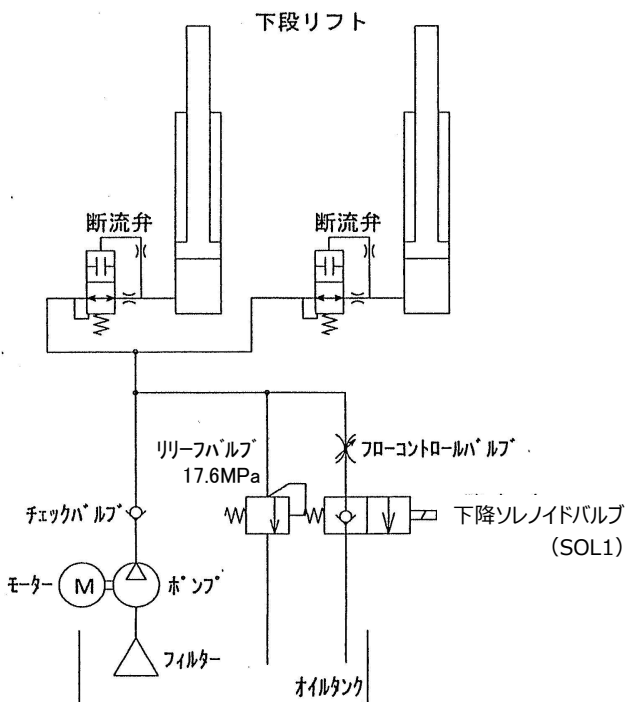 下段リフト
断流弁
断流弁
リリーフバルブ
17.6MPa
フローコントロールバルブ
チェックバルブ
下降ソレノイドバルブ
(SOL1)
モーター
M
ポンプ
フィルター
オイルタンク